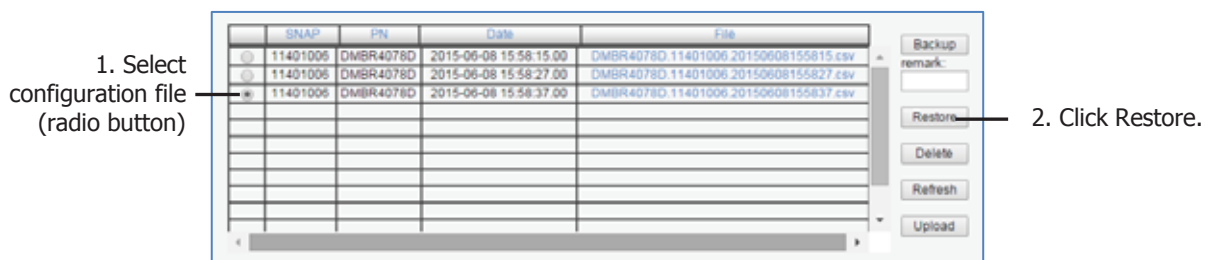 1. Select
configuration file
(radio button)
SNAP PN Date File
11401006 DMBR4078D 2015-06-08 15:58:15.00 DMBR4078D.11401006.20150608155815.csv
11401006 DMBR4078D 2015-06-08 15:58:27.00 DMBR4078D.11401006.20150608155827.csv
11401006 DMBR4078D 2015-06-08 15:58:37.00 DMBR4078D.11401006.20150608155837.csv
Backup
remark:
Restore
Delete
Refresh
Upload
2. Click Restore.